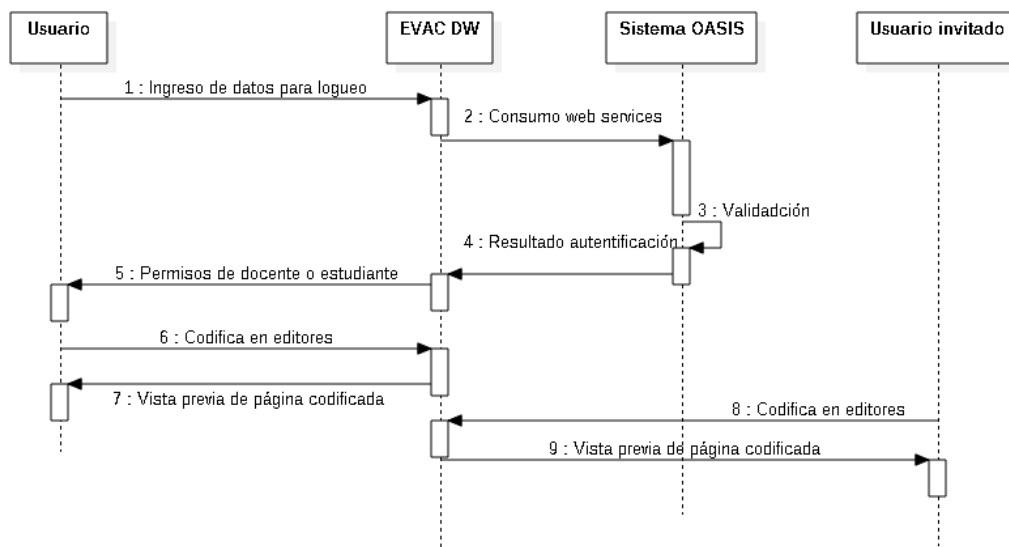 Usuario
EVAC DW
Sistema OASIS
Usuario invitado
1 : Ingreso de datos para logueo
2 : Consumo web services
3 : Validadción
4 : Resultado autentificación
5 : Permisos de docente o estudiante
6 : Codifica en editores
7 : Vista previa de página codificada
8 : Codifica en editores
9 : Vista previa de página codificada